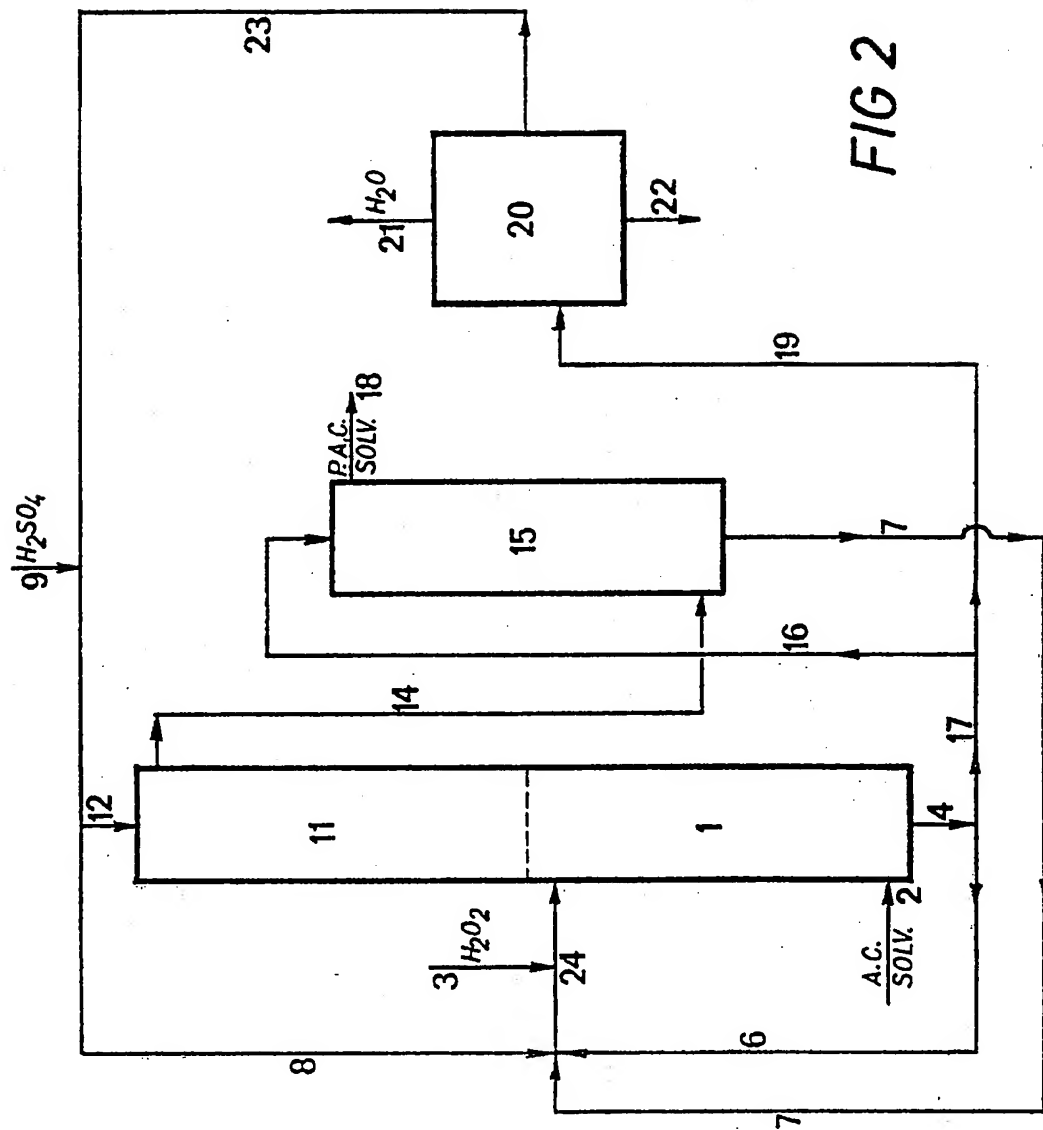 23
9 H₂SO₄
21 H₂O
20
22
FIG 2
P.A.C.
SOLV. 18
19
15
7
16
14
17
12
11
1
4
2
3 H₂O₂
24
A.C.
SOLV.
8
6
7